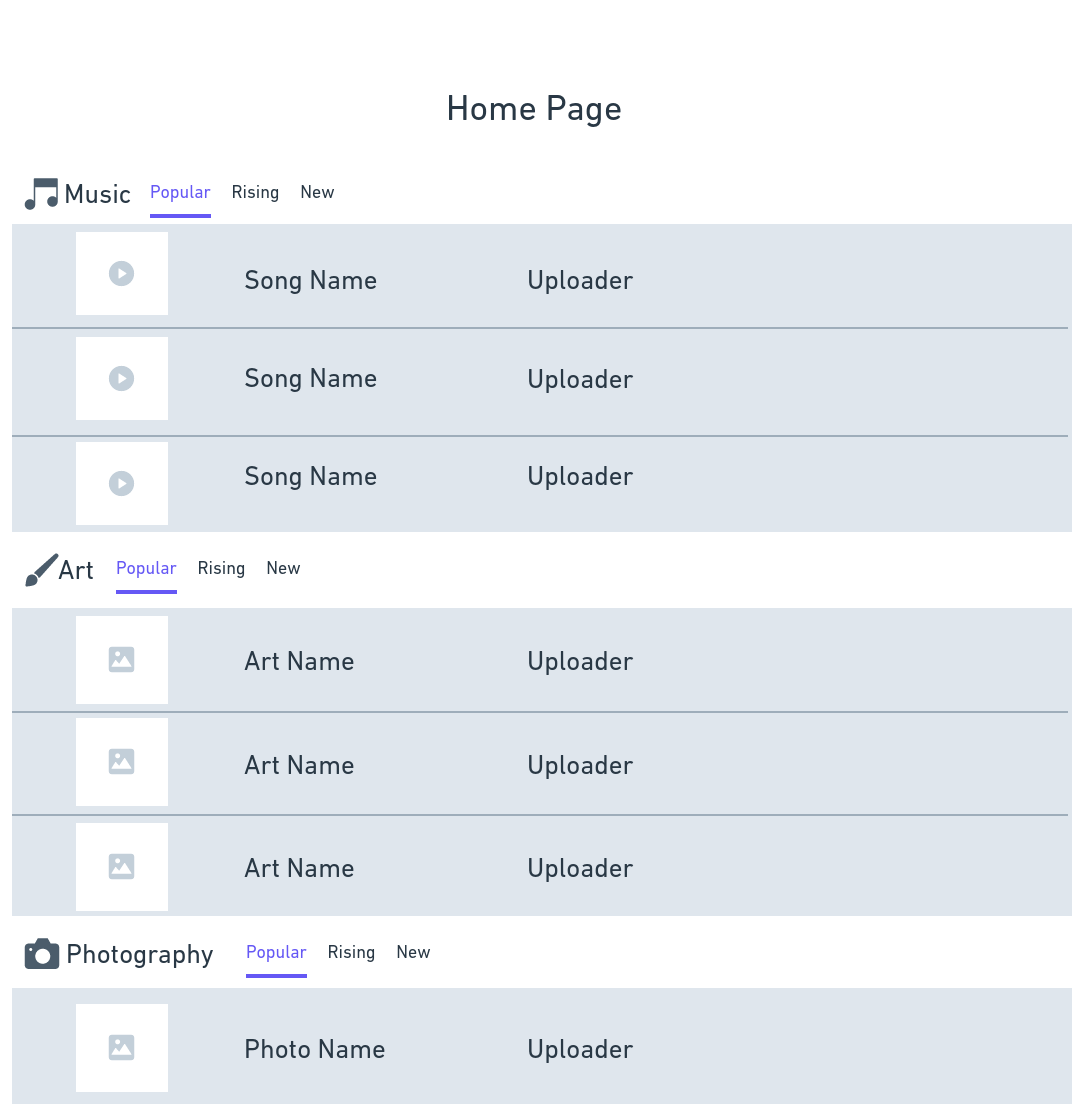 Home Page
Music Popular Rising New
Song Name Uploader
Song Name Uploader
Song Name Uploader
Art Popular Rising New
Art Name Uploader
Art Name Uploader
Art Name Uploader
Photography Popular Rising New
Photo Name Uploader